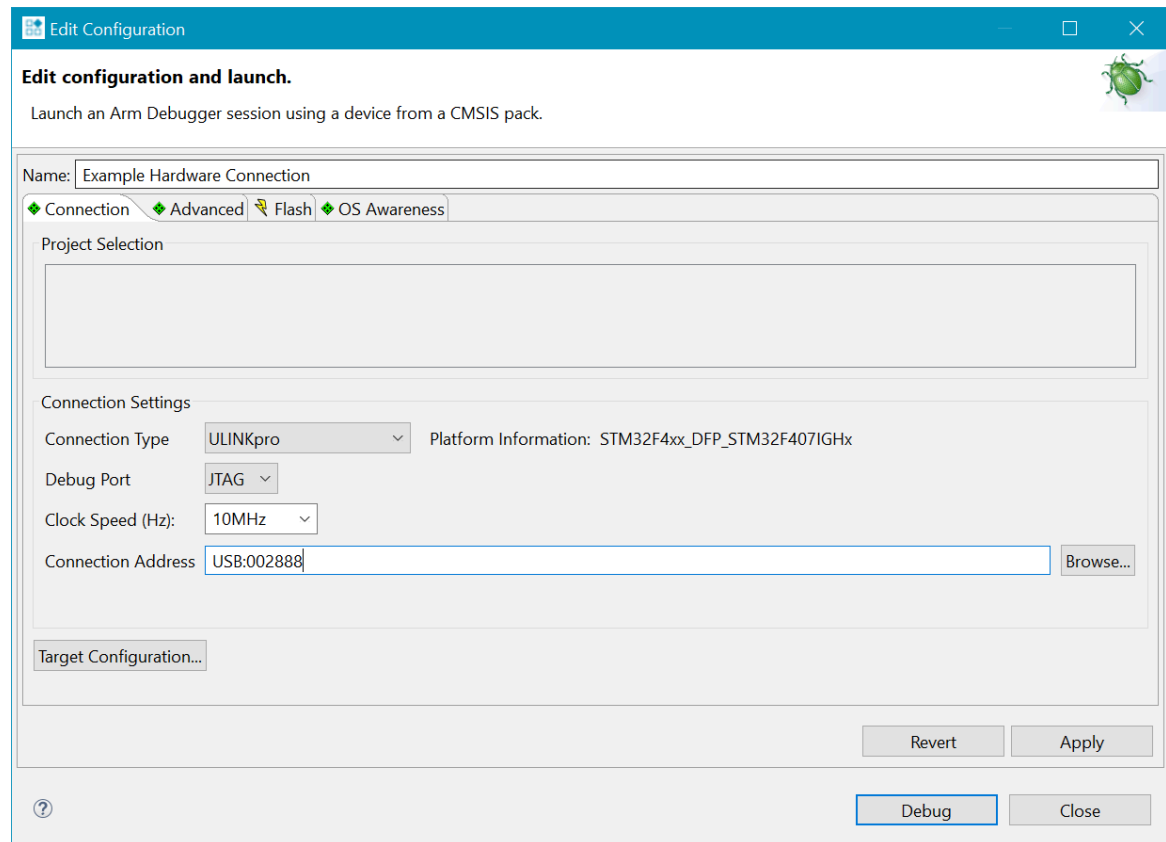 Edit Configuration
Edit configuration and launch.
Launch an Arm Debugger session using a device from a CMSIS pack.
Name: Example Hardware Connection
Connection Advanced Flash OS Awareness
Project Selection
Connection Settings
Connection Type ULINKpro Platform Information: STM32F4xx_DFP_STM32F407IGHx
Debug Port JTAG
Clock Speed (Hz): 10MHz
Connection Address USB:002888 Browse...
Target Configuration...
Revert Apply
? Debug Close